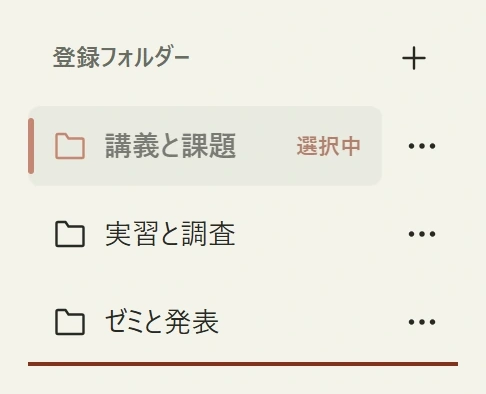 登録フォルダー
講義と課題 選択中
実習と調査
ゼミと発表